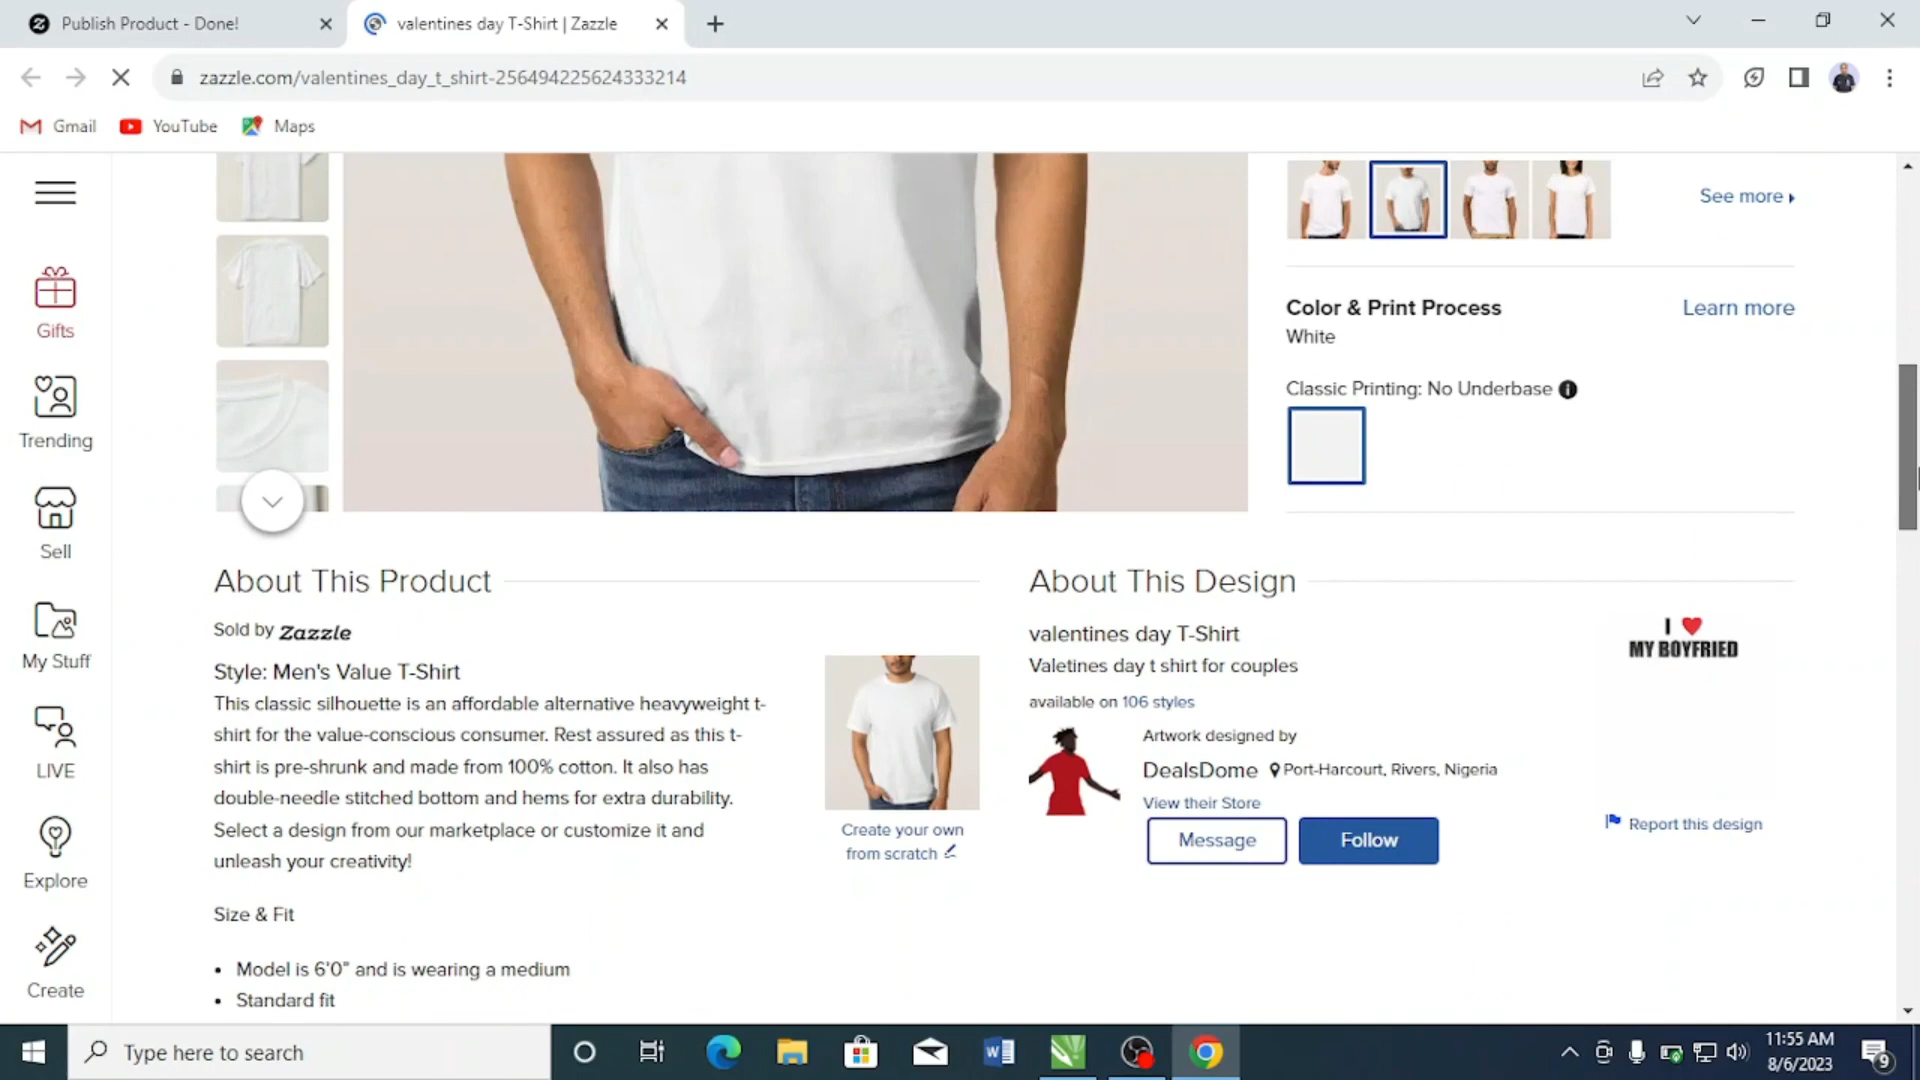 Publish Product - Done!
valentines day T-Shirt | Zazzle
zazzle.com/valentines_day_t_shirt-256494225624333214
Gmail
YouTube
Maps
See more
Gifts
Color & Print Process
Learn more
White
Trending
Classic Printing: No Underbase
Sell
About This Product
About This Design
Sold by Zazzle
valentines day T-Shirt
I ❤
MY BOYFRIED
My Stuff
Style: Men's Value T-Shirt
Valetines day t shirt for couples
This classic silhouette is an affordable alternative heavyweight t-
shirt for the value-conscious consumer. Rest assured as this t-
shirt is pre-shrunk and made from 100% cotton. It also has
double-needle stitched bottom and hems for extra durability.
Select a design from our marketplace or customize it and
unleash your creativity!
available on 106 styles
Artwork designed by
DealsDome Port-Harcourt, Rivers, Nigeria
View their Store
Message
Follow
Report this design
LIVE
Create your own
from scratch
Explore
Size & Fit
• Model is 6'0" and is wearing a medium
• Standard fit
Create
Type here to search
11:55 AM
8/6/2023
9